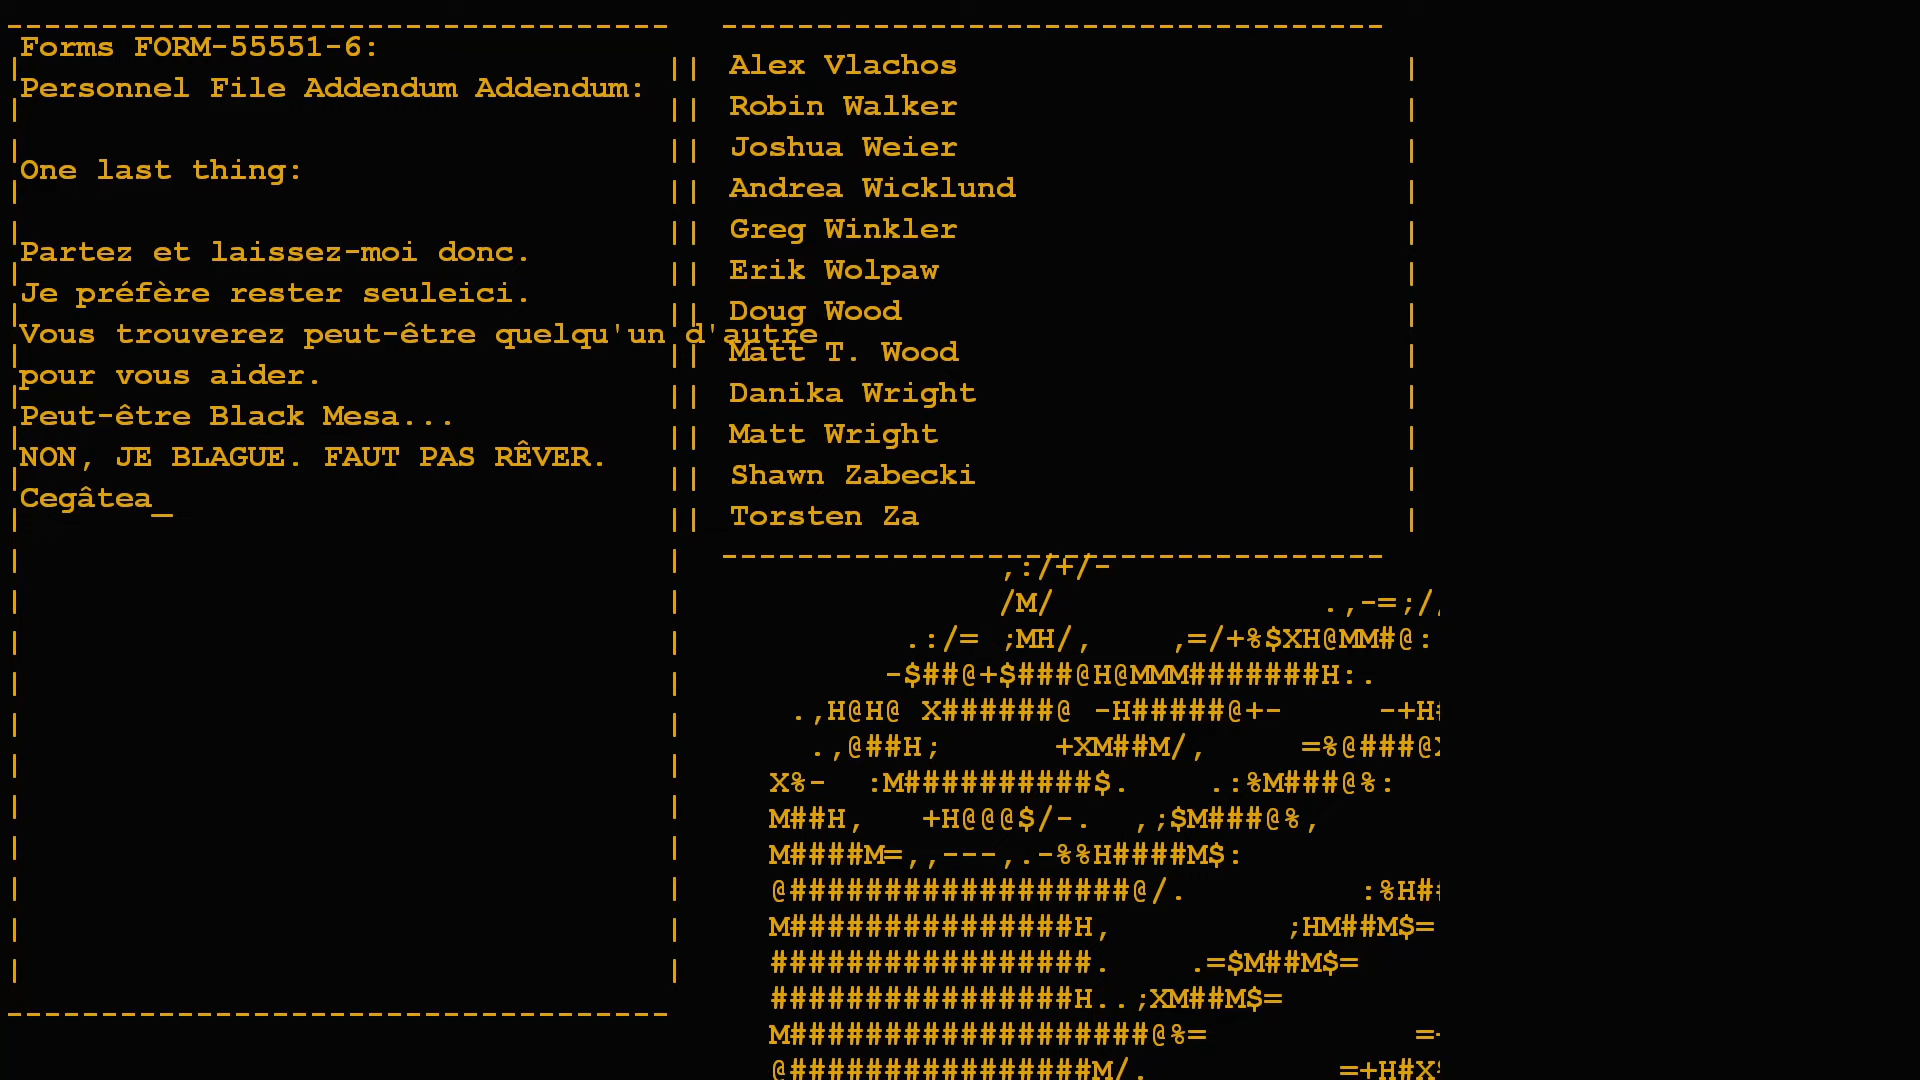 Forms FORM-55551-6:
Personnel File Addendum Addendum:
One last thing:
Partez et laissez-moi donc.
Je préfère rester seuleici.
Vous trouverez peut-être quelqu'un d'autre
pour vous aider.
Peut-être Black Mesa...
NON, JE BLAGUE. FAUT PAS RÊVER.
Cegâtea_
Alex Vlachos
Robin Walker
Joshua Weier
Andrea Wicklund
Greg Winkler
Erik Wolpaw
Doug Wood
Matt T. Wood
Danika Wright
Matt Wright
Shawn Zabecki
Torsten Za